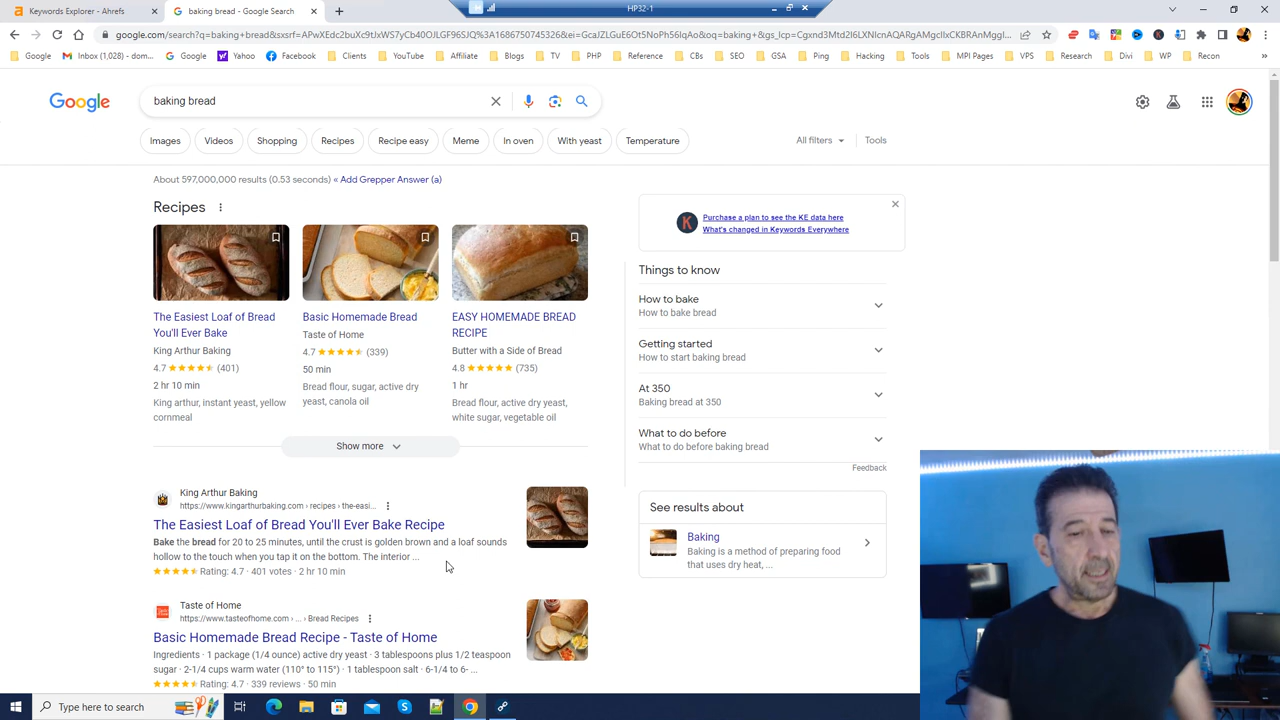 Keywords Explorer - Ahrefs
baking bread - Google Search
HP32-1
Google
Inbox (1,028) - dom...
Google
Yahoo
Facebook
Clients
YouTube
Affiliate
Blogs
TV
PHP
Reference
CBs
SEO
GSA
Ping
Hacking
Tools
MPI Pages
VPS
Research
Divi
WP
Recon
Google
baking bread
Images
Videos
Shopping
Recipes
Recipe easy
Meme
In oven
With yeast
Temperature
All filters
Tools
About 597,000,000 results (0.53 seconds) « Add Grepper Answer (a)
Recipes
The Easiest Loaf of Bread
You'll Ever Bake
King Arthur Baking
4.7 (401)
2 hr 10 min
King arthur, instant yeast, yellow
cornmeal
Basic Homemade Bread
Taste of Home
4.7 (339)
50 min
Bread flour, sugar, active dry
yeast, canola oil
EASY HOMEMADE BREAD
RECIPE
Butter with a Side of Bread
4.8 (735)
1 hr
Bread flour, active dry yeast,
white sugar, vegetable oil
Show more
King Arthur Baking
https://www.kingarthurbaking.com › recipes › the-easi...
The Easiest Loaf of Bread You'll Ever Bake Recipe
Bake the bread for 20 to 25 minutes, until the crust is golden brown and a loaf sounds
hollow to the touch when you tap it on the bottom. The interior ...
Rating: 4.7 · 401 votes · 2 hr 10 min
Taste of Home
https://www.tasteofhome.com › ... › Bread Recipes
Basic Homemade Bread Recipe - Taste of Home
Ingredients · 1 package (1/4 ounce) active dry yeast · 3 tablespoons plus 1/2 teaspoon
sugar · 2-1/4 cups warm water (110° to 115°) · 1 tablespoon salt · 6-1/4 to 6- ...
Rating: 4.7 · 339 reviews · 50 min
K
Purchase a plan to see the KE data here
What's changed in Keywords Everywhere
Things to know
How to bake
How to bake bread
Getting started
How to start baking bread
At 350
Baking bread at 350
What to do before
What to do before baking bread
Feedback
See results about
Baking
Baking is a method of preparing food
that uses dry heat, ...
Type here to search